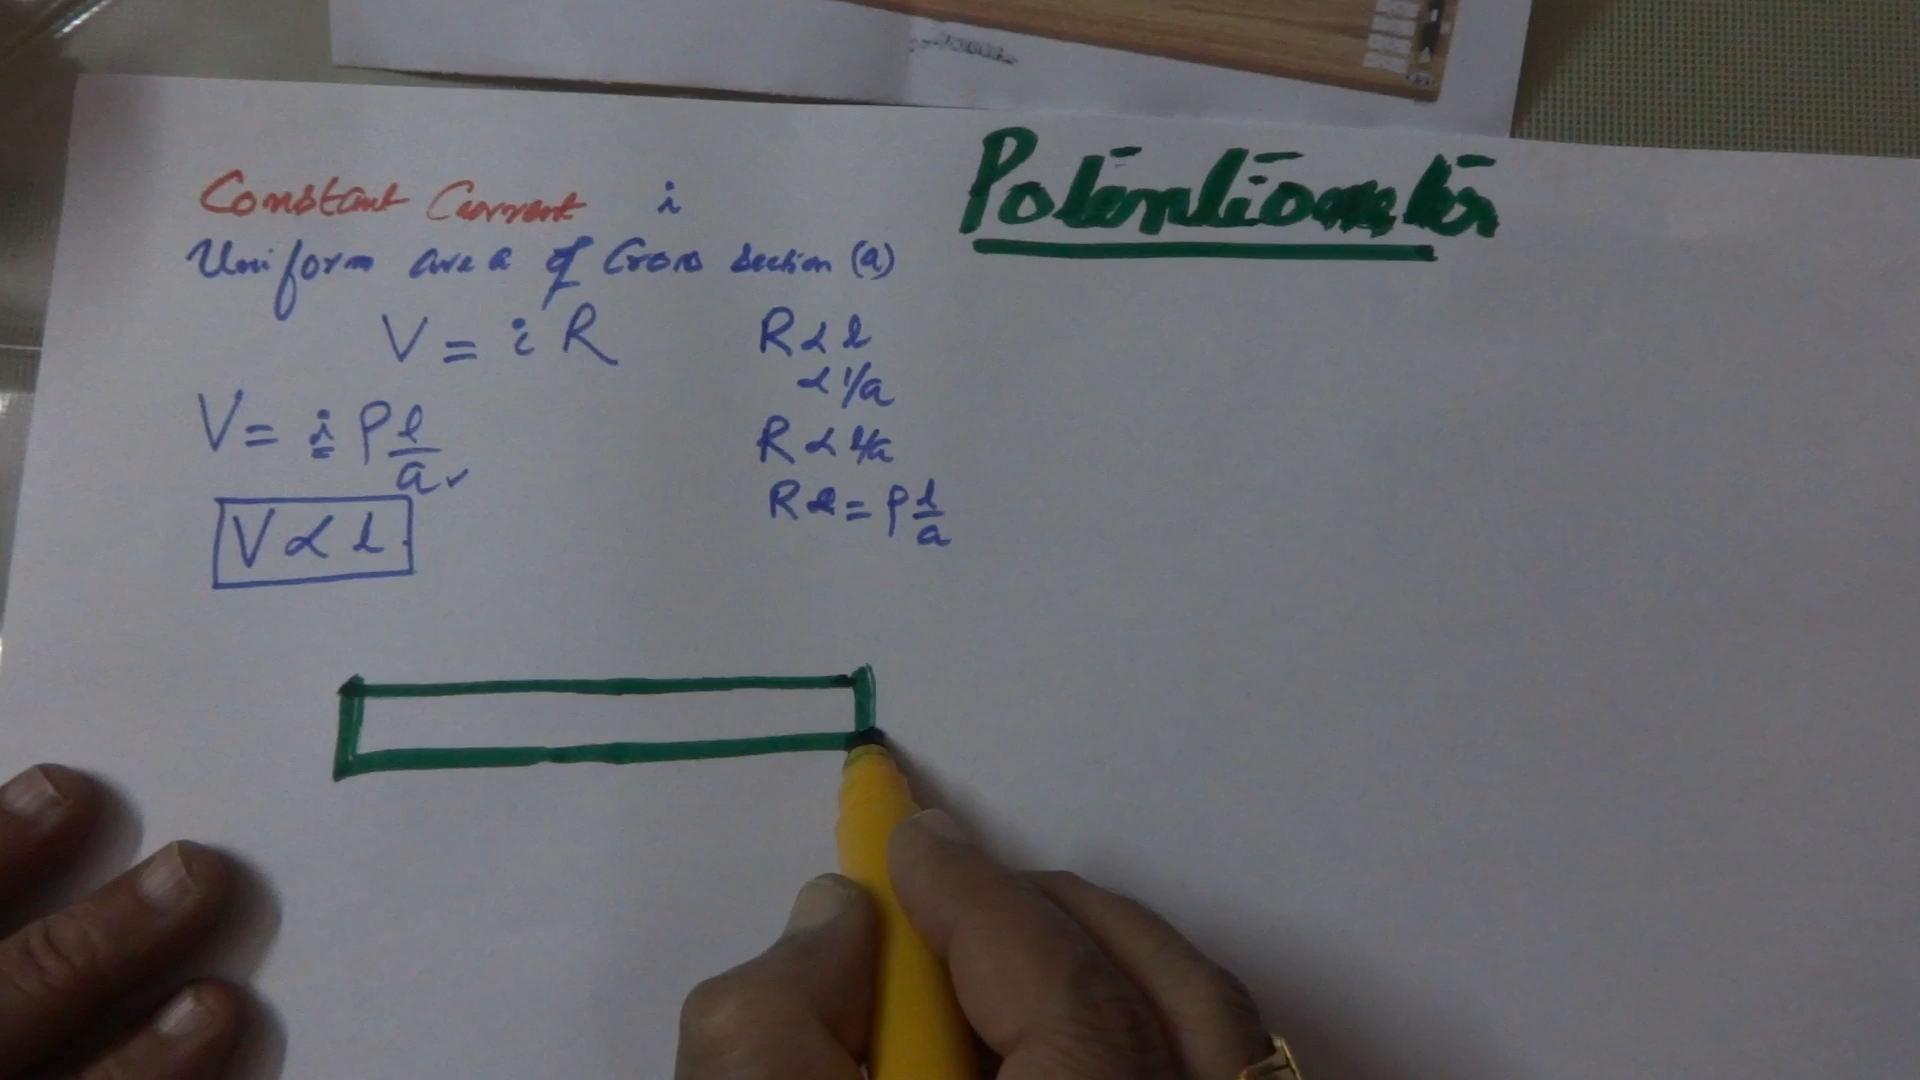 Potentiometer
Constant Current i
Uniform area of Cross section (a)
V = i R
R α l
α 1/a
V = i ρ l/a
R α l/a
R α = ρ l/a
V α l